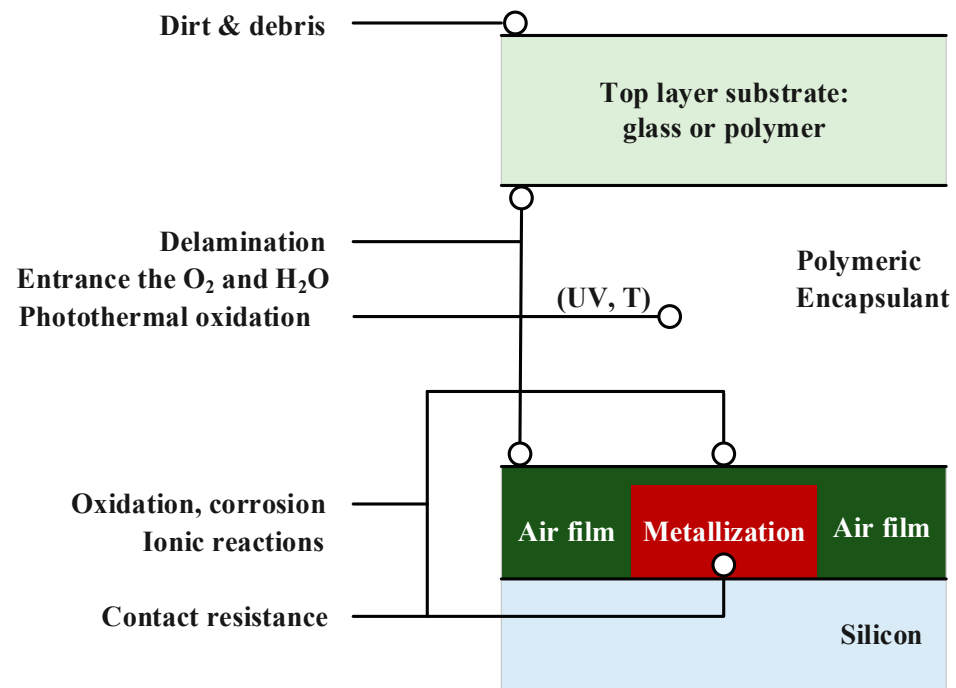 Dirt & debris
Top layer substrate:
glass or polymer
Delamination
Entrance the O₂ and H₂O
Photothermal oxidation
(UV, T)
Polymeric
Encapsulant
Oxidation, corrosion
Ionic reactions
Air film
Metallization
Air film
Contact resistance
Silicon